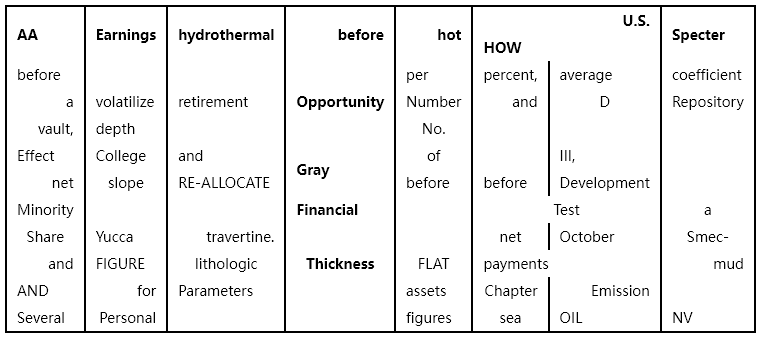 AA Earnings hydrothermal before hot U.S. HOW Specter
before per percent, average coefficient
a volatilize retirement Opportunity Number and D Repository
vault, depth No.
Effect College and of III,
Gray
net slope RE-ALLOCATE before before Development
Minority Financial Test a
Share Yucca travertine. net October Smec-
and FIGURE lithologic Thickness FLAT payments mud
AND for Parameters assets Chapter Emission
Several Personal figures sea OIL NV